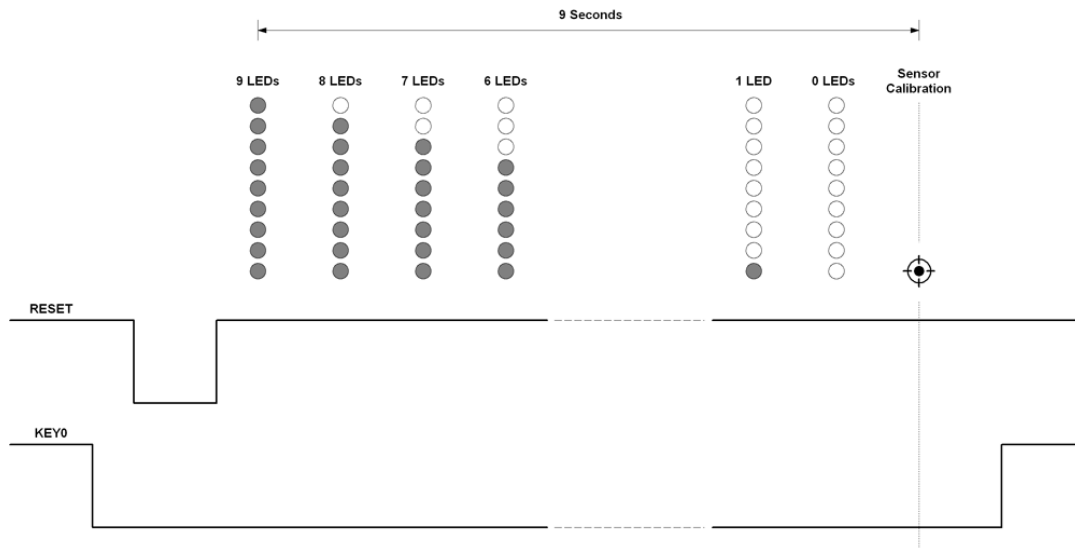 9 Seconds
9 LEDs
8 LEDs
7 LEDs
6 LEDs
1 LED
0 LEDs
Sensor
Calibration
RESET
KEY0